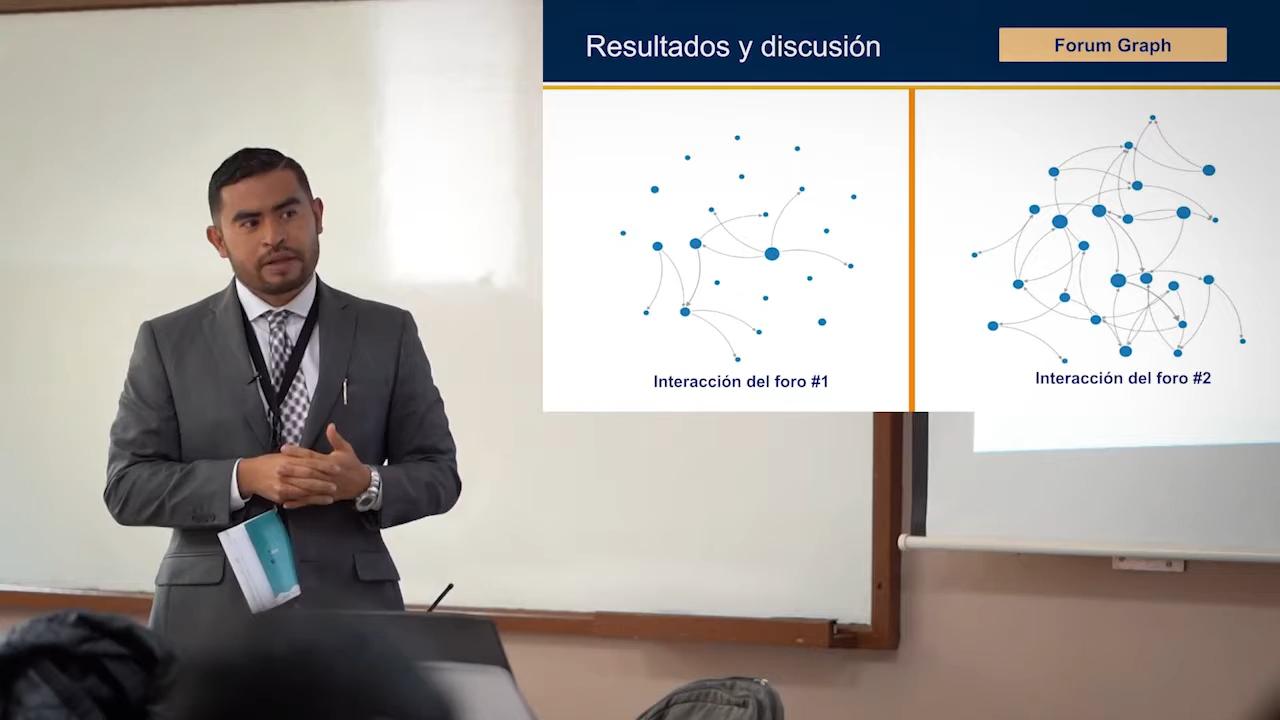 Resultados y discusión
Forum Graph
Interacción del foro #1
Interacción del foro #2